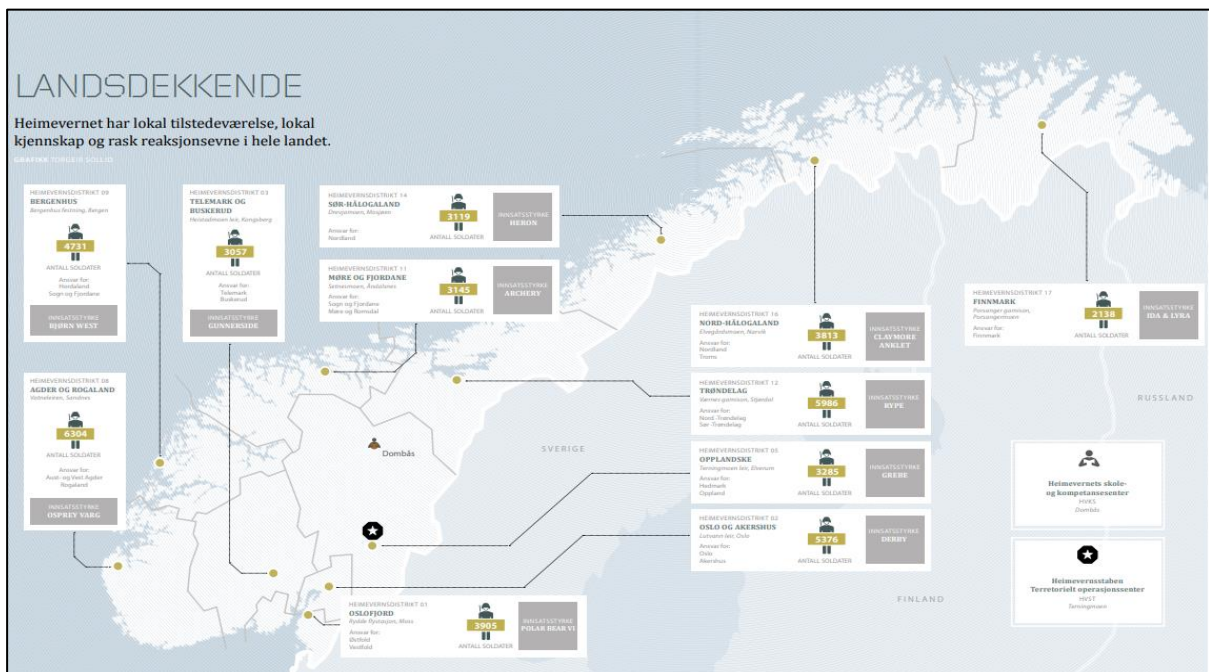 LANDSDEKKENDE
Heimevernet har lokal tilstedeværelse, lokal
kjennskap og rask reaksjonsevne i hele landet.
GRAFIKK TORGEIR SOLLID
HEIMEVERNSDISTRIKT 09
BERGENHUS
Bergenhus festning, Bergen
4731
ANTALL SOLDATER
Ansvar for:
Hordaland
Sogn og Fjordane
INNSATSSTYRKE
BJØRN WEST
HEIMEVERNSDISTRIKT 03
TELEMARK OG
BUSKERUD
Heistadmoen leir, Kongsberg
3057
ANTALL SOLDATER
Ansvar for:
Telemark
Buskerud
INNSATSSTYRKE
GUNNERSIDE
HEIMEVERNSDISTRIKT 14
SØR-HÅLOGALAND
Drevjamoen, Mosjøen
Ansvar for:
Nordland
3119
ANTALL SOLDATER
INNSATSSTYRKE
HERON
HEIMEVERNSDISTRIKT 11
MØRE OG FJORDANE
Setnesmoen, Åndalsnes
Ansvar for:
Sogn og Fjordane
Møre og Romsdal
3145
ANTALL SOLDATER
INNSATSSTYRKE
ARCHERY
HEIMEVERNSDISTRIKT 17
FINNMARK
Porsanger garnison,
Porsangermoen
Ansvar for:
Finnmark
2138
ANTALL SOLDATER
INNSATSSTYRKE
IDA & LYRA
HEIMEVERNSDISTRIKT 16
NORD-HÅLOGALAND
Elvegårdsmoen, Narvik
Ansvar for:
Nordland
Troms
3813
ANTALL SOLDATER
INNSATSSTYRKE
CLAYMORE
ANKLET
HEIMEVERNSDISTRIKT 08
AGDER OG ROGALAND
Vatneleiren, Sandnes
6304
ANTALL SOLDATER
Ansvar for:
Aust- og Vest Agder
Rogaland
INNSATSSTYRKE
OSPREY VARG
HEIMEVERNSDISTRIKT 12
TRØNDELAG
Værnes garnison, Stjørdal
Ansvar for:
Nord-Trøndelag
Sør-Trøndelag
5986
ANTALL SOLDATER
INNSATSSTYRKE
RYPE
RUSSLAND
SVERIGE
Dombås
HEIMEVERNSDISTRIKT 05
OPPLANDSKE
Terningmoen leir, Elverum
Ansvar for:
Hedmark
Oppland
3285
ANTALL SOLDATER
INNSATSSTYRKE
GREBE
Heimevernets skole-
og kompetansesenter
HVKS
Dombås
HEIMEVERNSDISTRIKT 02
OSLO OG AKERSHUS
Lutvann leir, Oslo
Ansvar for:
Oslo
Akershus
5376
ANTALL SOLDATER
INNSATSSTYRKE
DERBY
Heimevernsstaben
Terretorielt operasjonssenter
HVST
Terningmoen
FINLAND
HEIMEVERNSDISTRIKT 01
OSLOFJORD
Rygge flystasjon, Moss
Ansvar for:
Østfold
Vestfold
3905
ANTALL SOLDATER
INNSATSSTYRKE
POLAR BEAR VI